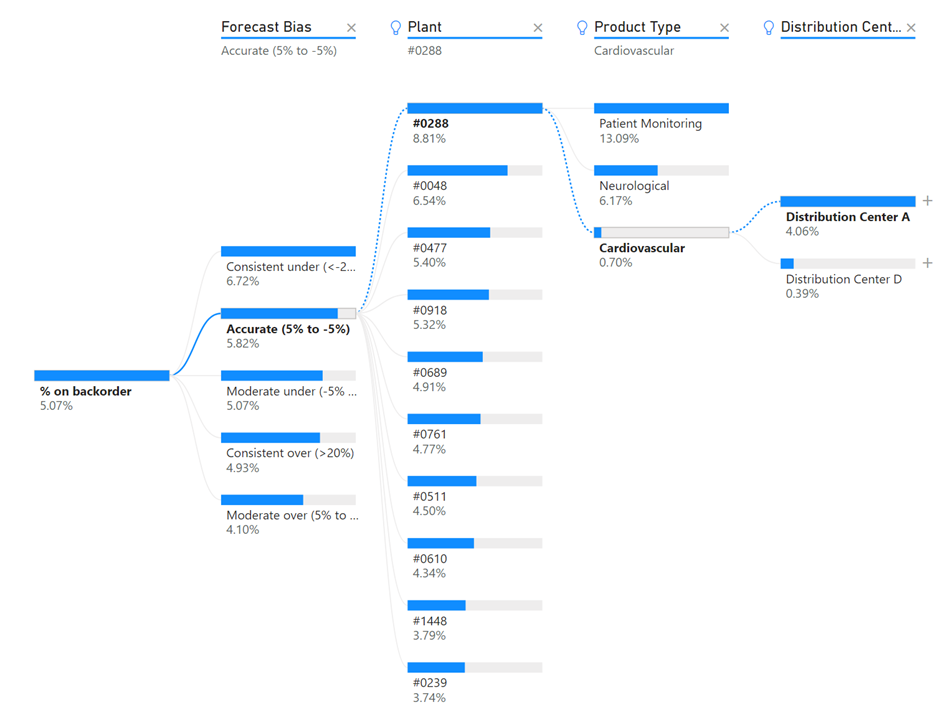 Forecast Bias
Accurate (5% to -5%)
Plant
#0288
Product Type
Cardiovascular
Distribution Cent...
% on backorder
5.07%
Consistent under (<-2...
6.72%
Accurate (5% to -5%)
5.82%
Moderate under (-5% ...
5.07%
Consistent over (>20%)
4.93%
Moderate over (5% to ...
4.10%
#0288
8.81%
#0048
6.54%
#0477
5.40%
#0918
5.32%
#0689
4.91%
#0761
4.77%
#0511
4.50%
#0610
4.34%
#1448
3.79%
#0239
3.74%
Patient Monitoring
13.09%
Neurological
6.17%
Cardiovascular
0.70%
Distribution Center A
4.06%
Distribution Center D
0.39%